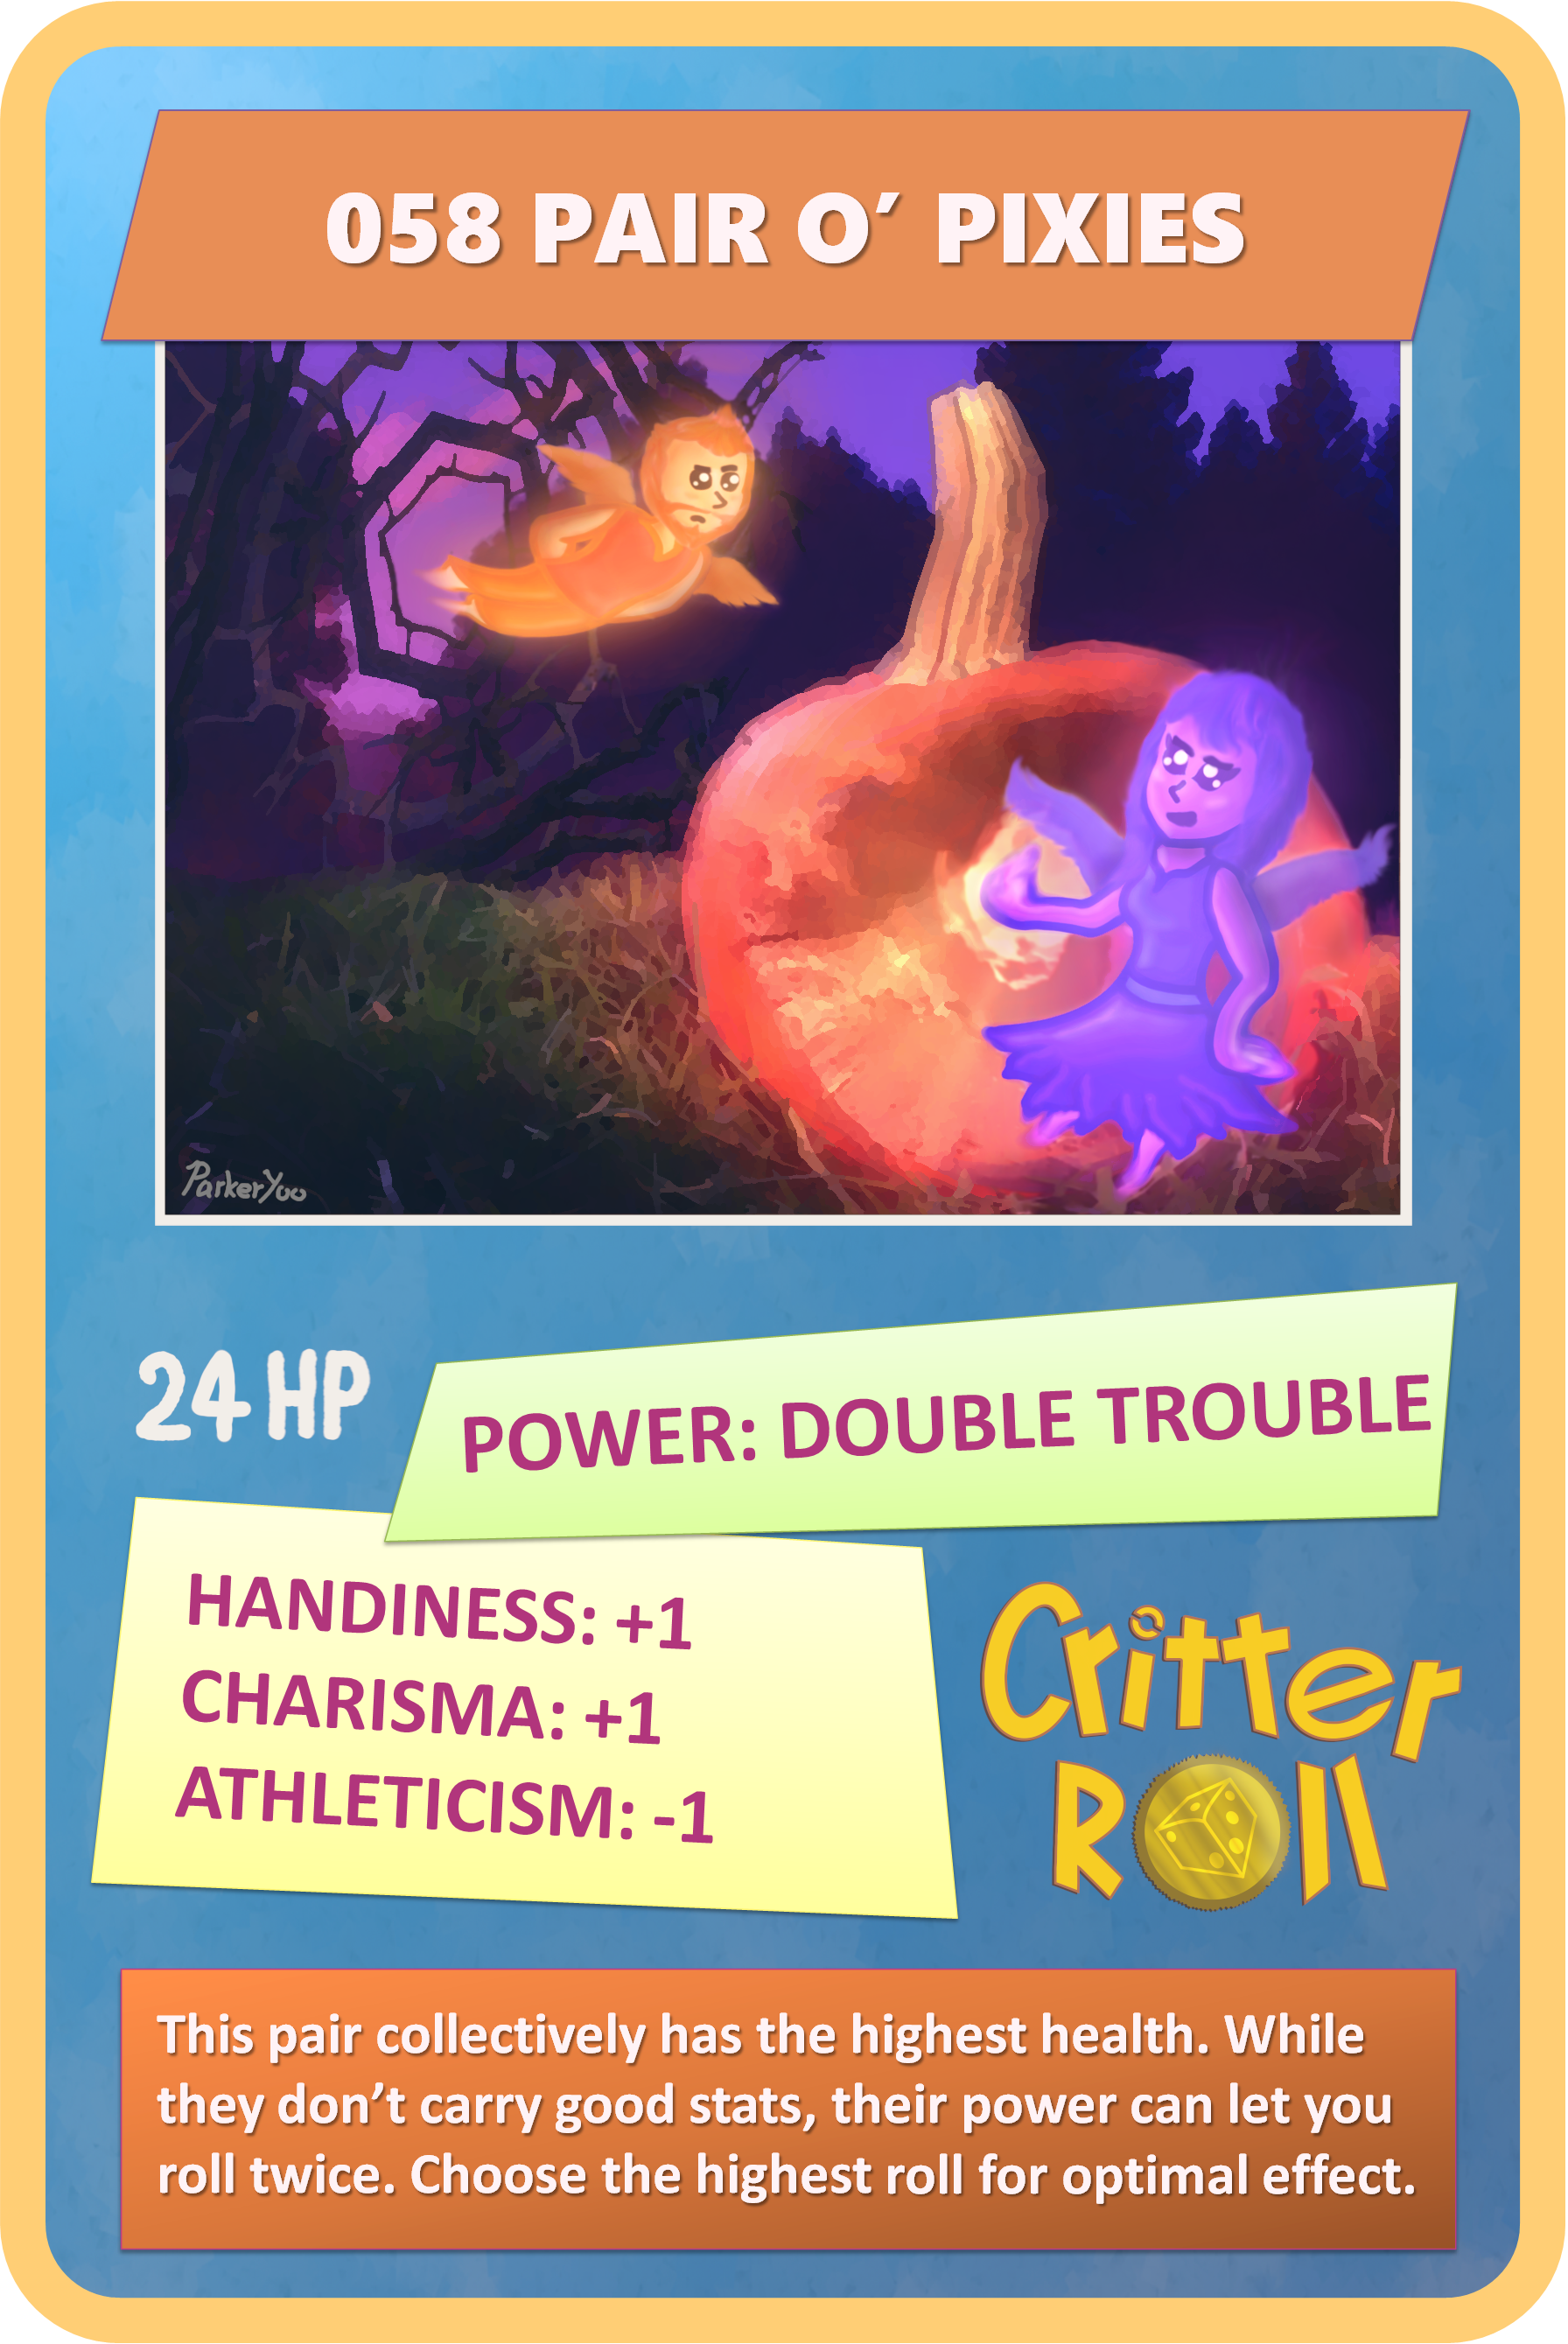 058 PAIR O’ PIXIES
ParkerYoo
24 HP
POWER: DOUBLE TROUBLE
HANDINESS: +1
CHARISMA: +1
ATHLETICISM: -1
Critter
Roll
This pair collectively has the highest health. While
they don’t carry good stats, their power can let you
roll twice. Choose the highest roll for optimal effect.